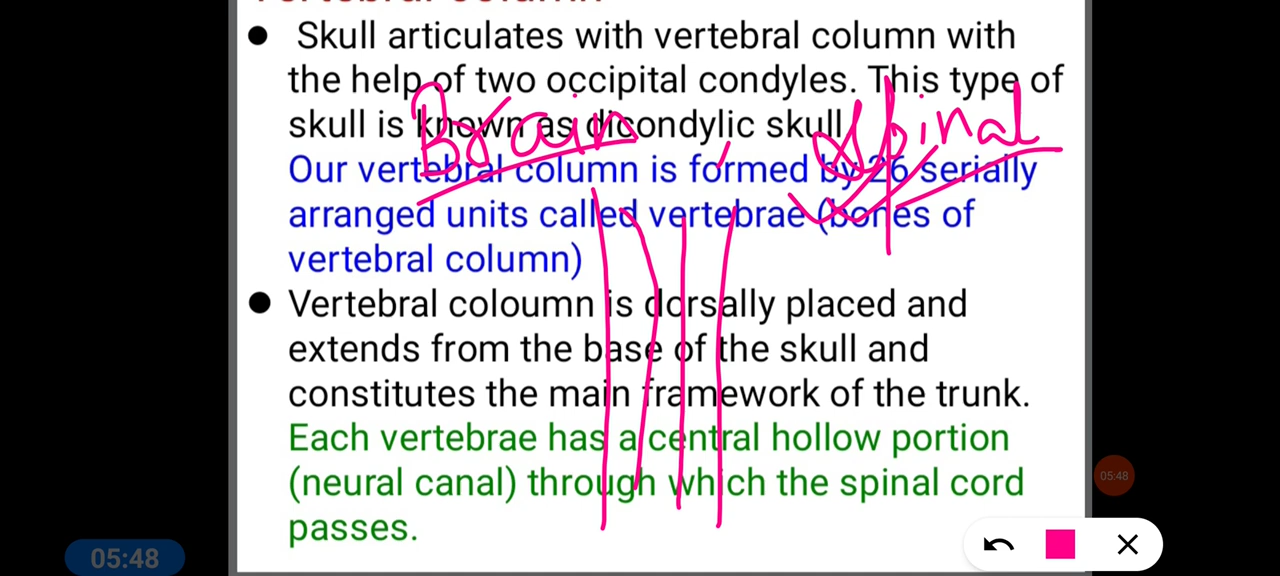 Vertebral column
● Skull articulates with vertebral column with
the help of two occipital condyles. This type of
skull is known as dicondylic skull
Brain Spinal
Our vertebral column is formed by 26 serially
arranged units called vertebrae (bones of
vertebral column)
● Vertebral coloumn is dorsally placed and
extends from the base of the skull and
constitutes the main framework of the trunk.
Each vertebrae has a central hollow portion
(neural canal) through which the spinal cord
passes.
05:48
05:48